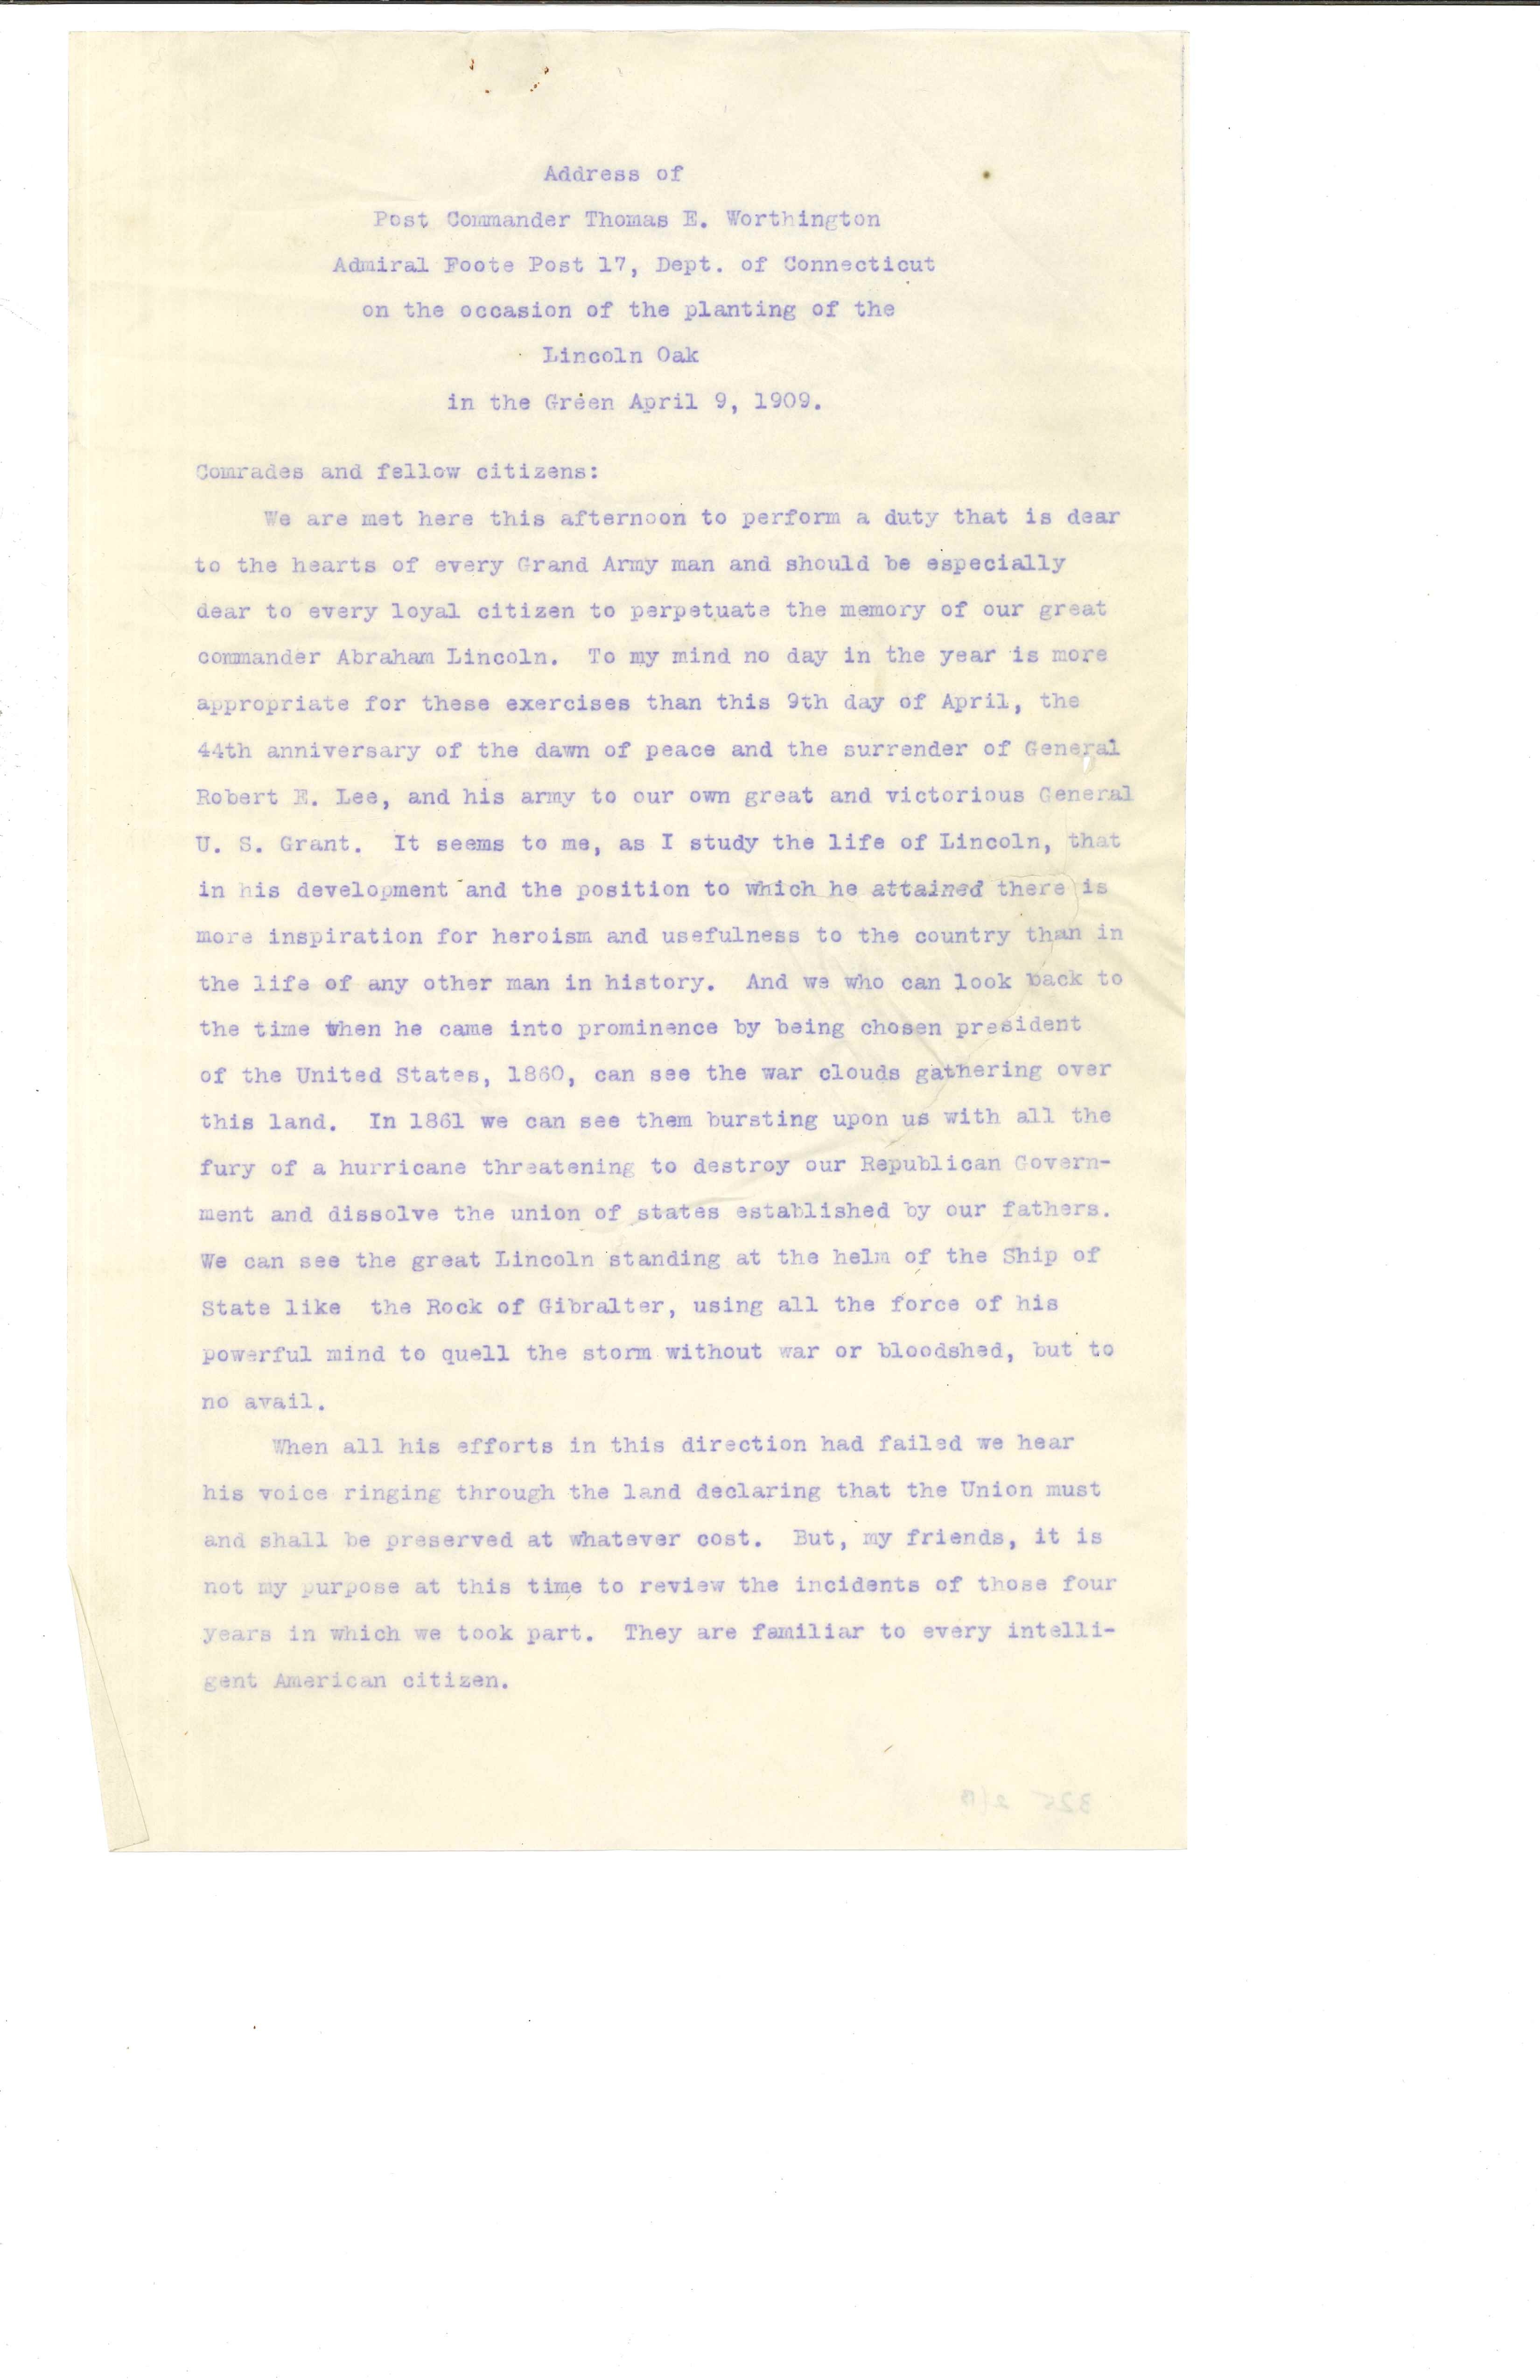 Address of
Post Commander Thomas E. Worthington
Admiral Foote Post 17, Dept. of Connecticut
on the occasion of the planting of the
Lincoln Oak
in the Green April 9, 1909.
Comrades and fellow citizens:
We are met here this afternoon to perform a duty that is dear
to the hearts of every Grand Army man and should be especially
dear to every loyal citizen to perpetuate the memory of our great
commander Abraham Lincoln. To my mind no day in the year is more
appropriate for these exercises than this 9th day of April, the
44th anniversary of the dawn of peace and the surrender of General
Robert E. Lee, and his army to our own great and victorious General
U. S. Grant. It seems to me, as I study the life of Lincoln, that
in his development and the position to which he attained there is
more inspiration for heroism and usefulness to the country than in
the life of any other man in history. And we who can look back to
the time when he came into prominence by being chosen president
of the United States, 1860, can see the war clouds gathering over
this land. In 1861 we can see them bursting upon us with all the
fury of a hurricane threatening to destroy our Republican Govern-
ment and dissolve the union of states established by our fathers.
We can see the great Lincoln standing at the helm of the Ship of
State like the Rock of Gibralter, using all the force of his
powerful mind to quell the storm without war or bloodshed, but to
no avail.
When all his efforts in this direction had failed we hear
his voice ringing through the land declaring that the Union must
and shall be preserved at whatever cost. But, my friends, it is
not my purpose at this time to review the incidents of those four
years in which we took part. They are familiar to every intelli-
gent American citizen.